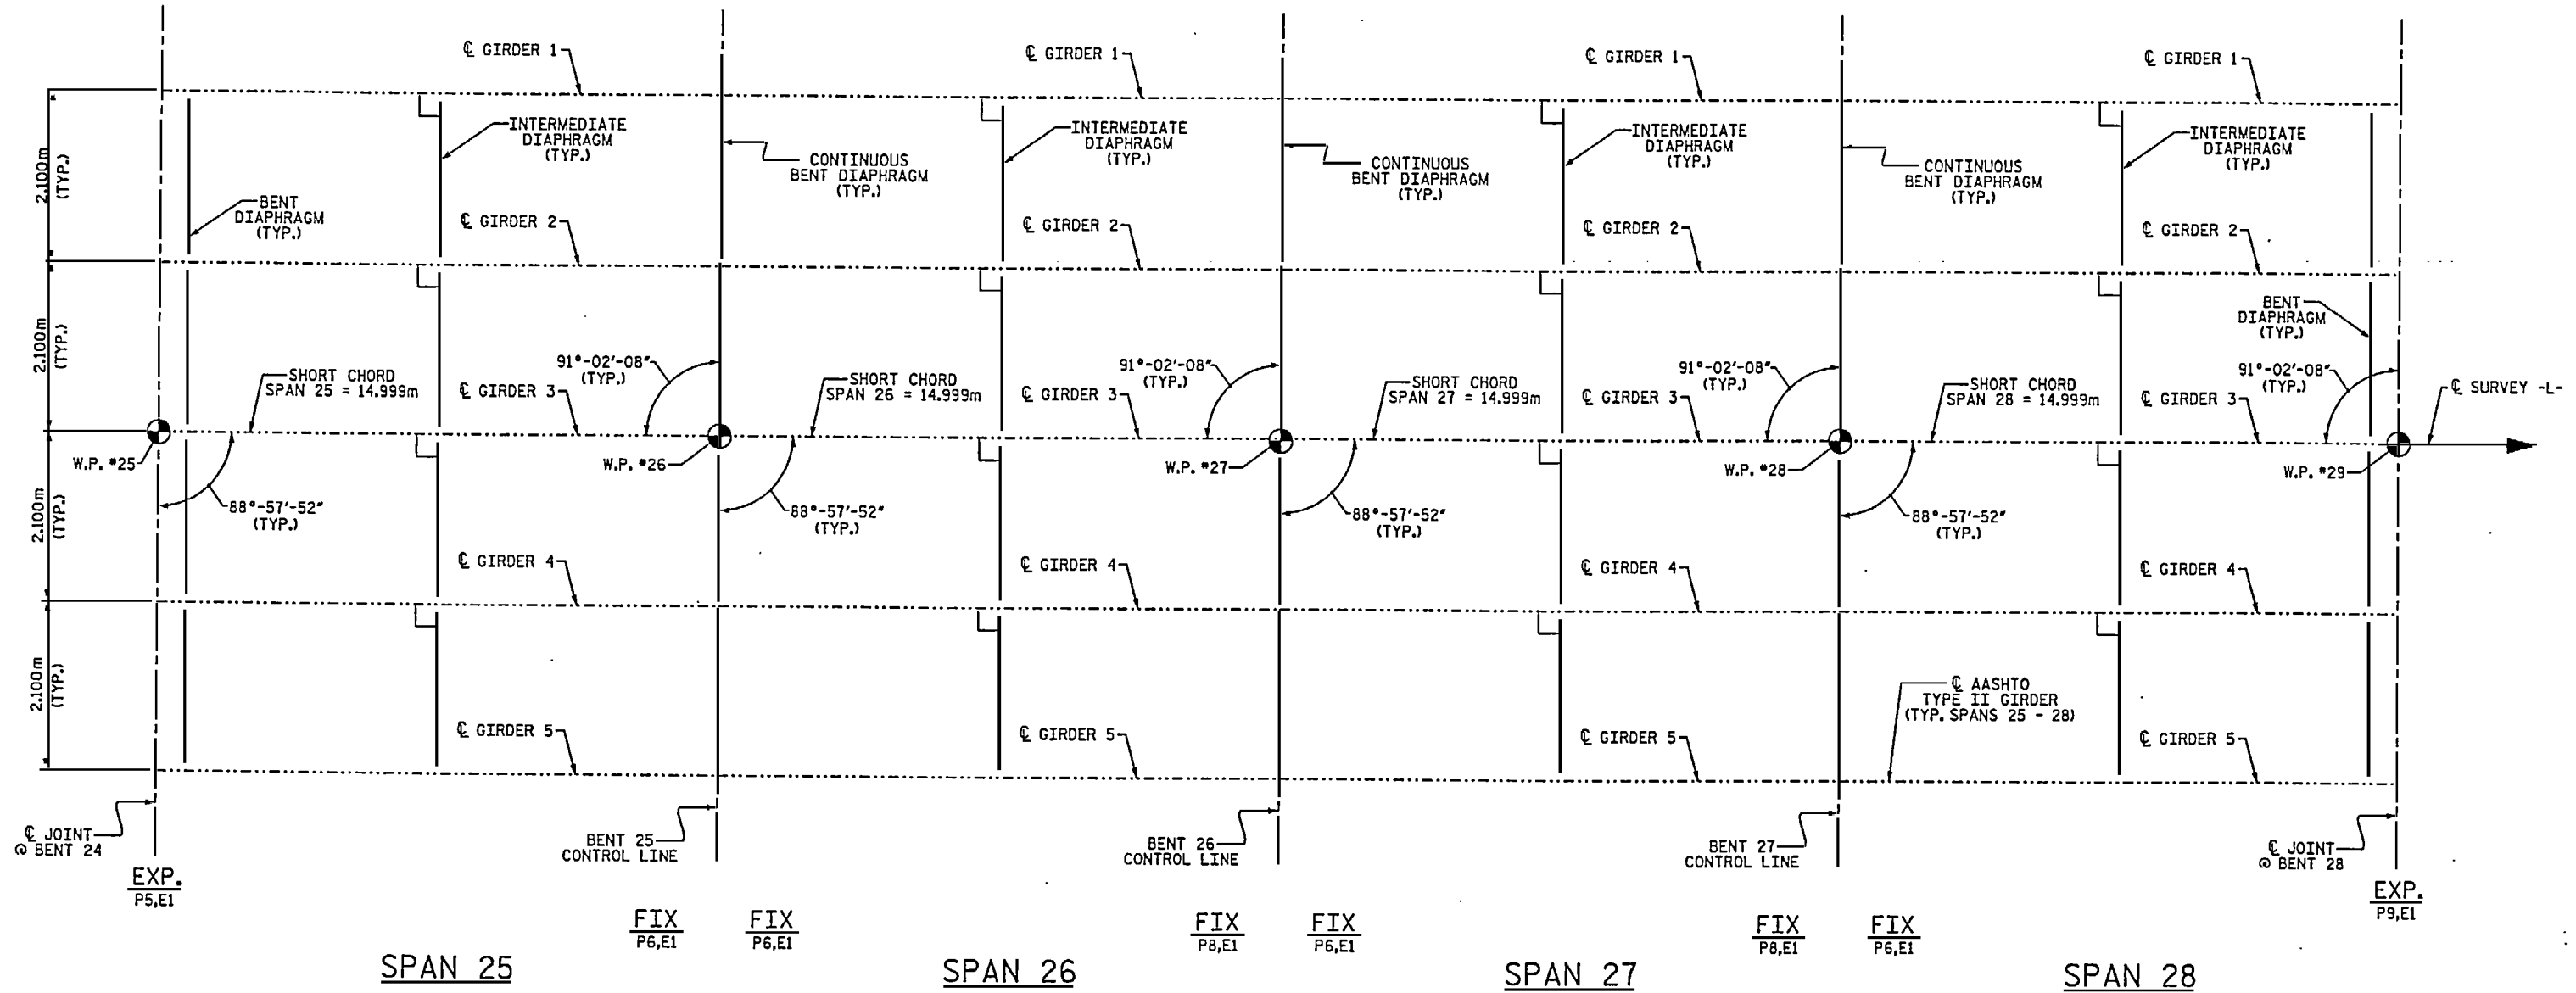 ℄ GIRDER 1
℄ GIRDER 1
℄ GIRDER 1
℄ GIRDER 1
2.100m
(TYP.)
INTERMEDIATE
DIAPHRAGM
(TYP.)
CONTINUOUS
BENT DIAPHRAGM
(TYP.)
INTERMEDIATE
DIAPHRAGM
(TYP.)
CONTINUOUS
BENT DIAPHRAGM
(TYP.)
INTERMEDIATE
DIAPHRAGM
(TYP.)
CONTINUOUS
BENT DIAPHRAGM
(TYP.)
INTERMEDIATE
DIAPHRAGM
(TYP.)
BENT
DIAPHRAGM
(TYP.)
℄ GIRDER 2
℄ GIRDER 2
℄ GIRDER 2
℄ GIRDER 2
2.100m
(TYP.)
BENT
DIAPHRAGM
(TYP.)
SHORT CHORD
SPAN 25 = 14.999m
℄ GIRDER 3
91°-02'-08"
(TYP.)
SHORT CHORD
SPAN 26 = 14.999m
℄ GIRDER 3
91°-02'-08"
(TYP.)
SHORT CHORD
SPAN 27 = 14.999m
℄ GIRDER 3
91°-02'-08"
(TYP.)
SHORT CHORD
SPAN 28 = 14.999m
℄ GIRDER 3
91°-02'-08"
(TYP.)
℄ SURVEY -L-
W.P. #25
W.P. #26
W.P. #27
W.P. #28
W.P. #29
2.100m
(TYP.)
88°-57'-52"
(TYP.)
88°-57'-52"
(TYP.)
88°-57'-52"
(TYP.)
88°-57'-52"
(TYP.)
℄ GIRDER 4
℄ GIRDER 4
℄ GIRDER 4
℄ GIRDER 4
2.100m
(TYP.)
℄ AASHTO
TYPE II GIRDER
(TYP. SPANS 25 - 28)
℄ GIRDER 5
℄ GIRDER 5
℄ GIRDER 5
℄ GIRDER 5
℄ JOINT
@ BENT 24
BENT 25
CONTROL LINE
BENT 26
CONTROL LINE
BENT 27
CONTROL LINE
℄ JOINT
@ BENT 28
EXP.
P5,E1
FIX
P6,E1
FIX
P6,E1
FIX
P8,E1
FIX
P6,E1
FIX
P8,E1
FIX
P6,E1
EXP.
P9,E1
SPAN 25
SPAN 26
SPAN 27
SPAN 28